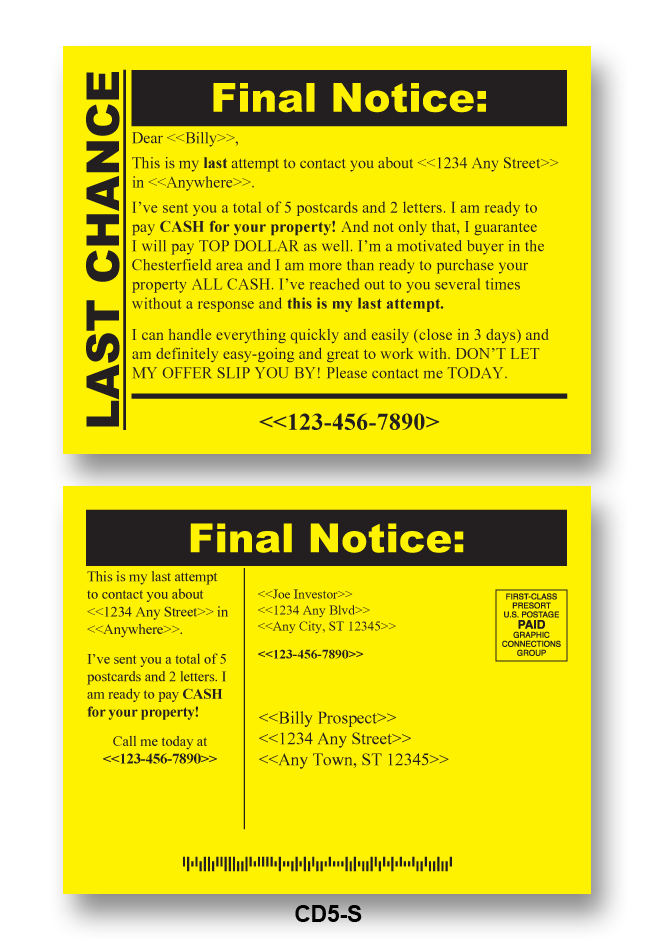 LAST CHANCE
Final Notice:
Dear <<Billy>>,
This is my last attempt to contact you about <<1234 Any Street>>
in <<Anywhere>>.
I've sent you a total of 5 postcards and 2 letters. I am ready to
pay CASH for your property! And not only that, I guarantee
I will pay TOP DOLLAR as well. I'm a motivated buyer in the
Chesterfield area and I am more than ready to purchase your
property ALL CASH. I've reached out to you several times
without a response and this is my last attempt.
I can handle everything quickly and easily (close in 3 days) and
am definitely easy-going and great to work with. DON'T LET
MY OFFER SLIP YOU BY! Please contact me TODAY.
<<123-456-7890>
Final Notice:
This is my last attempt
to contact you about
<<1234 Any Street>> in
<<Anywhere>>.
I've sent you a total of 5
postcards and 2 letters. I
am ready to pay CASH
for your property!
Call me today at
<<123-456-7890>>
<<Joe Investor>>
<<1234 Any Blvd>>
<<Any City, ST 12345>>
<<123-456-7890>>
FIRST-CLASS
PRESORT
U.S. POSTAGE
PAID
GRAPHIC
CONNECTIONS
GROUP
<<Billy Prospect>>
<<1234 Any Street>>
<<Any Town, ST 12345>>
CD5-S